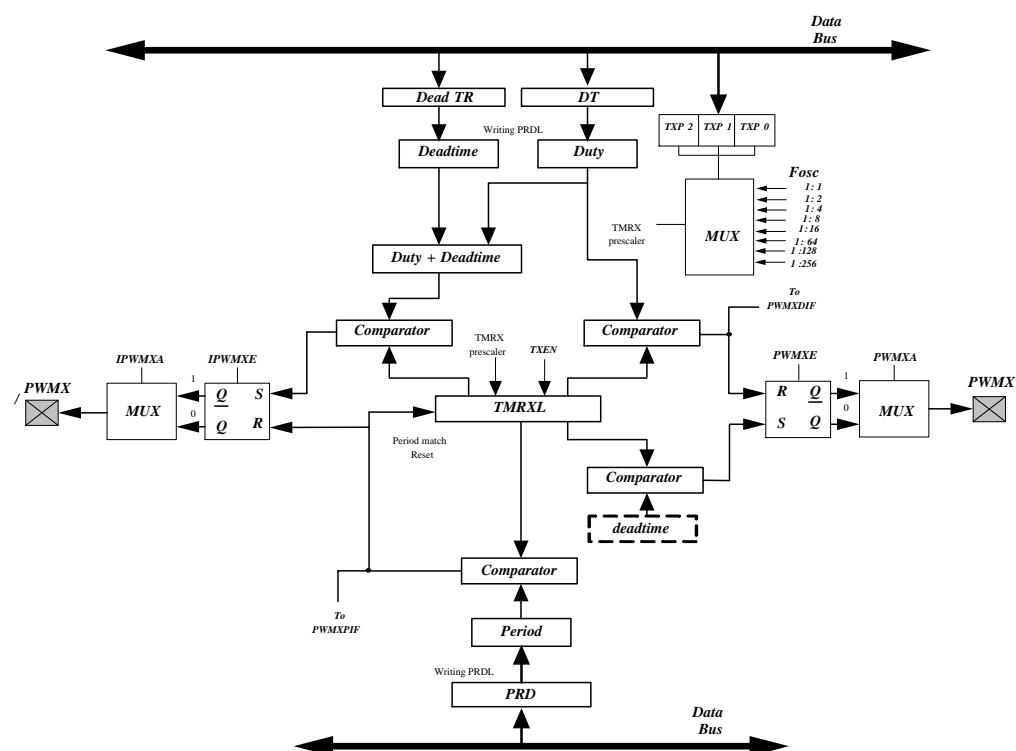 Data
Bus
Dead TR
DT
Writing PRDL
TXP 2 TXP 1 TXP 0
Deadtime
Duty
Fosc
1: 1
1: 2
1: 4
1: 8
1:16
1: 64
1 :128
1 :256
TMRX
prescaler
MUX
Duty + Deadtime
To
PWMXDIF
Comparator
Comparator
TMRX
prescaler
TXEN
IPWMXA
IPWMXE
PWMXE
PWMXA
/PWMX
PWMX
MUX
1
0
Q S
Q R
TMRXL
R Q
S Q
1
0
MUX
Period match
Reset
Comparator
deadtime
Comparator
To
PWMXPIF
Period
Writing PRDL
PRD
Data
Bus